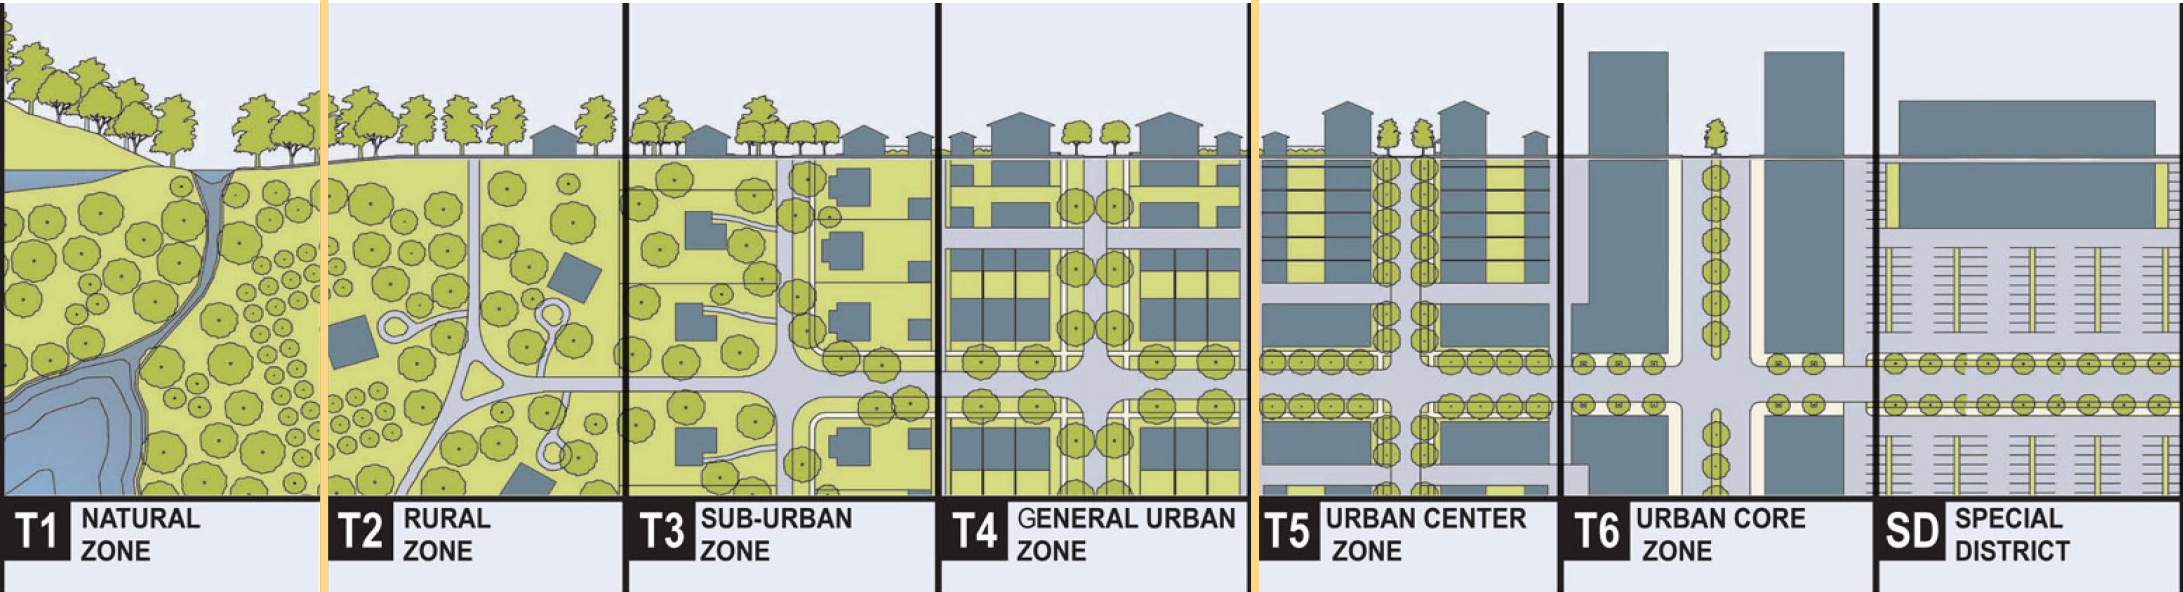 T1 NATURAL
ZONE
T2 RURAL
ZONE
T3 SUB-URBAN
ZONE
T4 GENERAL URBAN
ZONE
T5 URBAN CENTER
ZONE
T6 URBAN CORE
ZONE
SD SPECIAL
DISTRICT